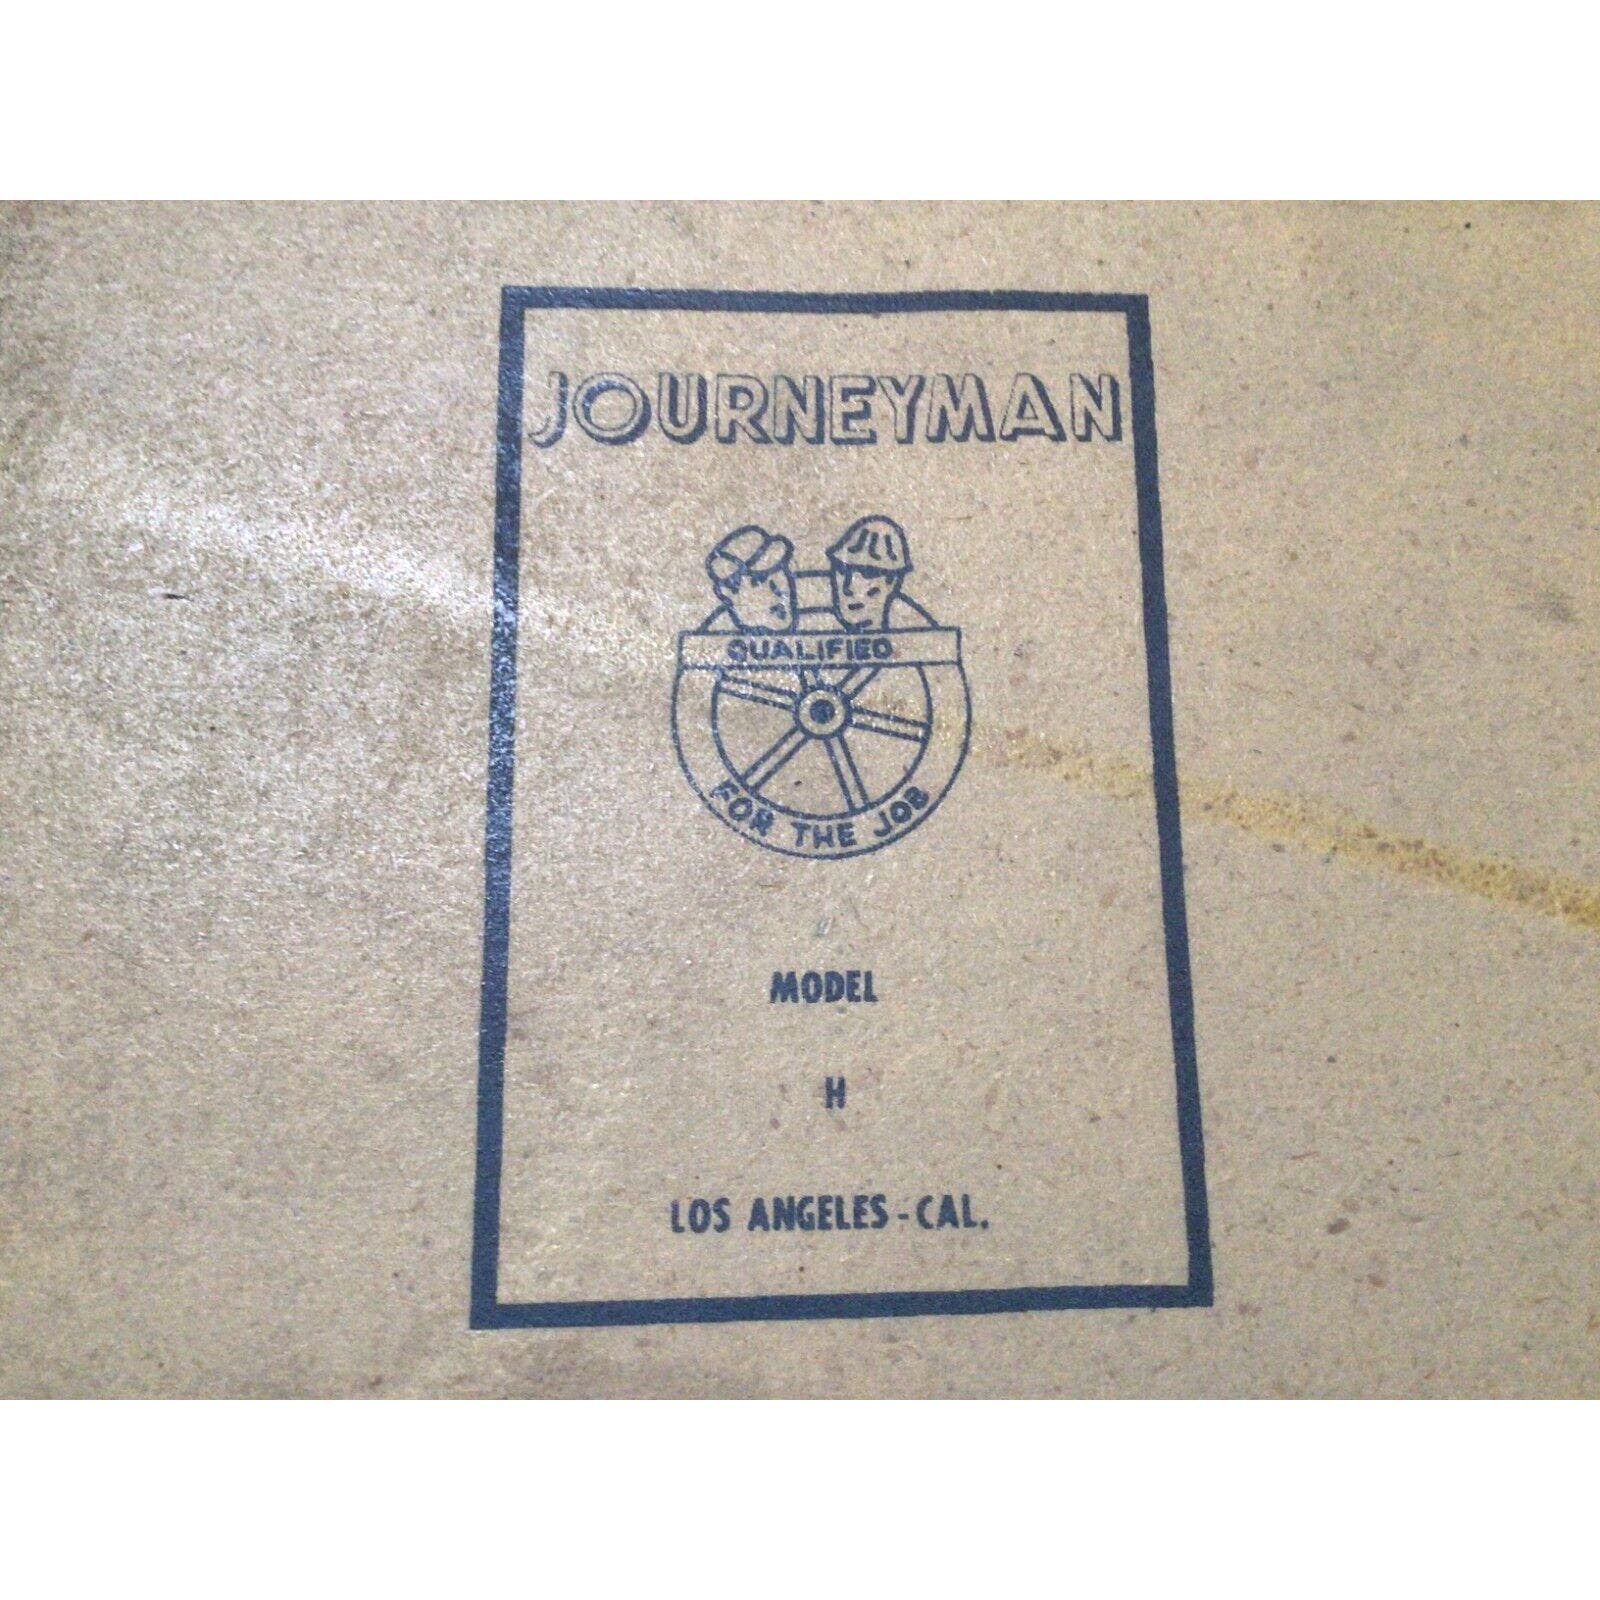 JOURNEYMAN
QUALIFIED
FOR THE JOB
MODEL
H
LOS ANGELES - CAL.